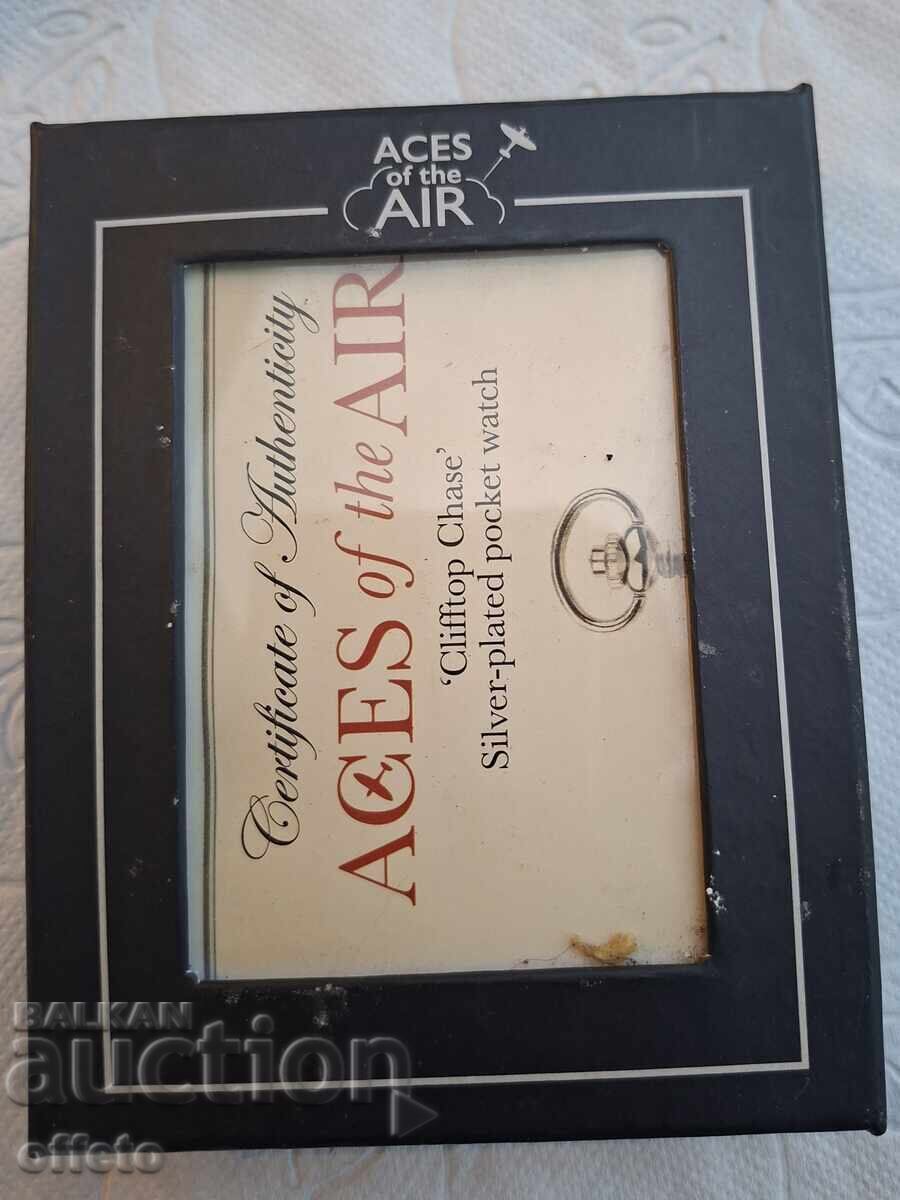 ACES
of the
AIR
Certificate of Authenticity
ACES of the AIR
‘Clifftop Chase’
Silver-plated pocket watch
BALKAN
auction
offeto